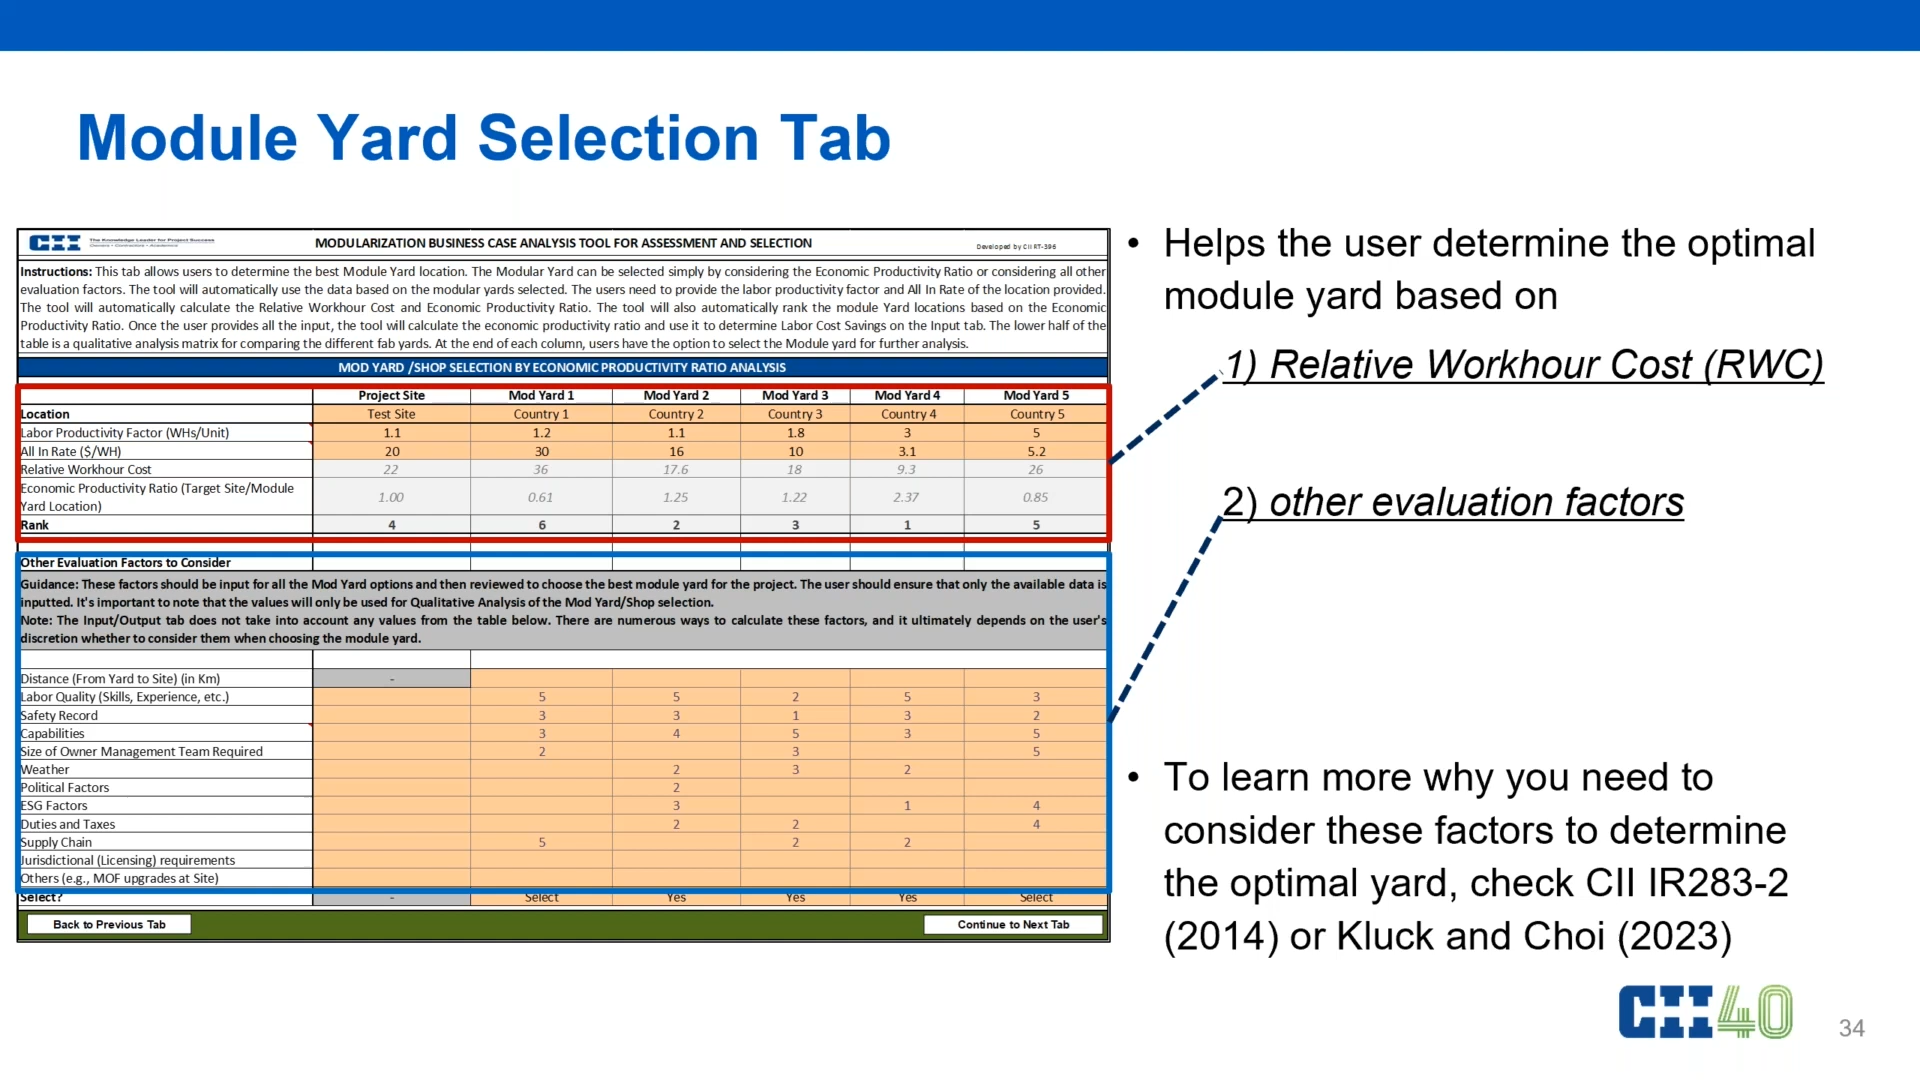 Module Yard Selection Tab
CII The Knowledge Leader for Project Success
Owners • Contractors • Academics
MODULARIZATION BUSINESS CASE ANALYSIS TOOL FOR ASSESSMENT AND SELECTION
Developed by CII RT-396
Instructions: This tab allows users to determine the best Module Yard location. The Modular Yard can be selected simply by considering the Economic Productivity Ratio or considering all other
evaluation factors. The tool will automatically use the data based on the modular yards selected. The users need to provide the labor productivity factor and All In Rate of the location provided.
The tool will automatically calculate the Relative Workhour Cost and Economic Productivity Ratio. The tool will also automatically rank the module Yard locations based on the Economic
Productivity Ratio. Once the user provides all the input, the tool will calculate the economic productivity ratio and use it to determine Labor Cost Savings on the Input tab. The lower half of the
table is a qualitative analysis matrix for comparing the different fab yards. At the end of each column, users have the option to select the Module yard for further analysis.
MOD YARD /SHOP SELECTION BY ECONOMIC PRODUCTIVITY RATIO ANALYSIS
Project Site Mod Yard 1 Mod Yard 2 Mod Yard 3 Mod Yard 4 Mod Yard 5
Location Test Site Country 1 Country 2 Country 3 Country 4 Country 5
Labor Productivity Factor (WHs/Unit) 1.1 1.2 1.1 1.8 3 5
All In Rate ($/WH) 20 30 16 10 3.1 5.2
Relative Workhour Cost 22 36 17.6 18 9.3 26
Economic Productivity Ratio (Target Site/Module
Yard Location) 1.00 0.61 1.25 1.22 2.37 0.85
Rank 4 6 2 3 1 5
Other Evaluation Factors to Consider
Guidance: These factors should be input for all the Mod Yard options and then reviewed to choose the best module yard for the project. The user should ensure that only the available data is
inputted. It's important to note that the values will only be used for Qualitative Analysis of the Mod Yard/Shop selection.
Note: The Input/Output tab does not take into account any values from the table below. There are numerous ways to calculate these factors, and it ultimately depends on the user's
discretion whether to consider them when choosing the module yard.
Distance (From Yard to Site) (in Km) -
Labor Quality (Skills, Experience, etc.) 5 5 2 5 3
Safety Record 3 3 1 3 2
Capabilities 3 4 5 3 5
Size of Owner Management Team Required 2 3 5
Weather 2 3 2
Political Factors 2
ESG Factors 3 1 4
Duties and Taxes 2 2 4
Supply Chain 5 2 2
Jurisdictional (Licensing) requirements
Others (e.g., MOF upgrades at Site)
Select? - Select Yes Yes Yes Select
Back to Previous Tab Continue to Next Tab
• Helps the user determine the optimal
module yard based on
1) Relative Workhour Cost (RWC)
2) other evaluation factors
• To learn more why you need to
consider these factors to determine
the optimal yard, check CII IR283-2
(2014) or Kluck and Choi (2023)
CII 40
34